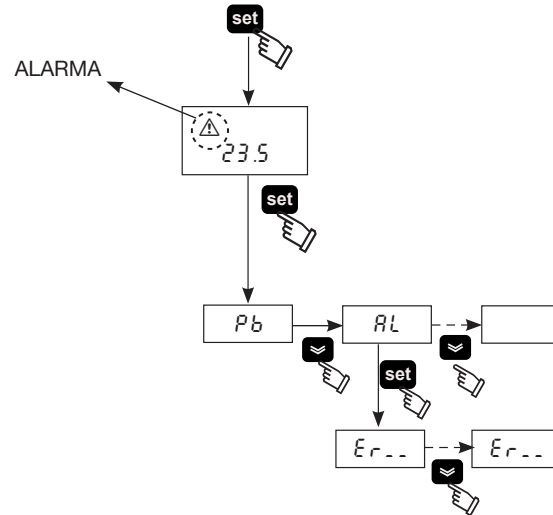 set
ALARMA
23.5
set
Pb
AL
set
Er--
Er--